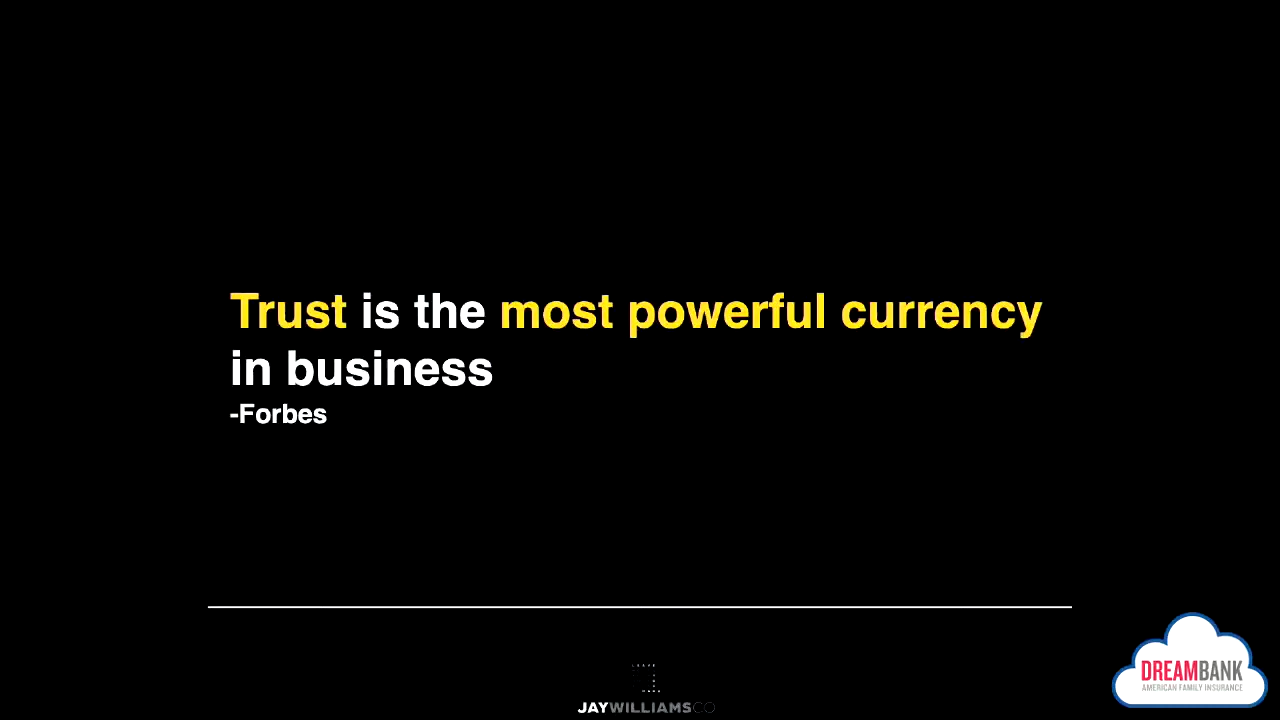 Trust is the most powerful currency
in business
-Forbes
JAYWILLIAMSCO
DREAMBANK
AMERICAN FAMILY INSURANCE